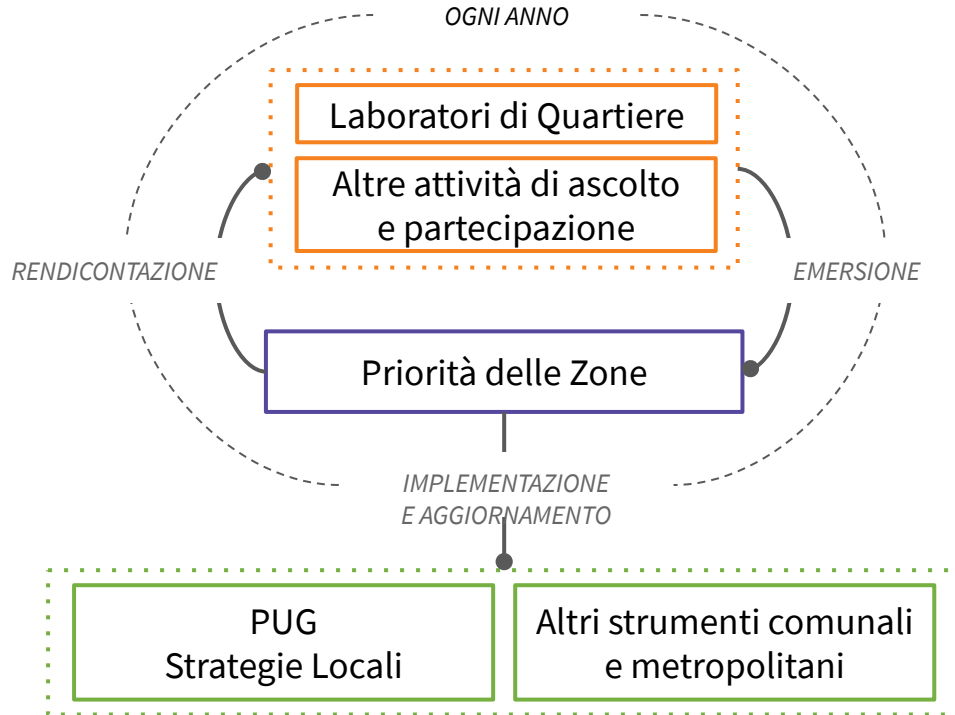 OGNI ANNO
Laboratori di Quartiere
Altre attività di ascolto
e partecipazione
RENDICONTAZIONE
EMERSIONE
Priorità delle Zone
IMPLEMENTAZIONE
E AGGIORNAMENTO
PUG
Strategie Locali
Altri strumenti comunali
e metropolitani